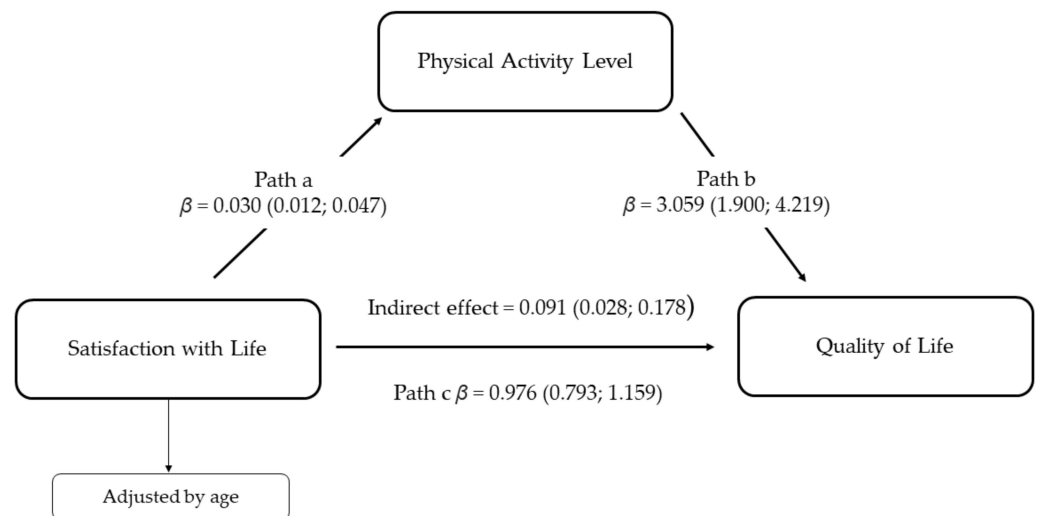 Physical Activity Level
Path a
β = 0.030 (0.012; 0.047)
Path b
β = 3.059 (1.900; 4.219)
Indirect effect = 0.091 (0.028; 0.178)
Satisfaction with Life
Quality of Life
Path c β = 0.976 (0.793; 1.159)
Adjusted by age